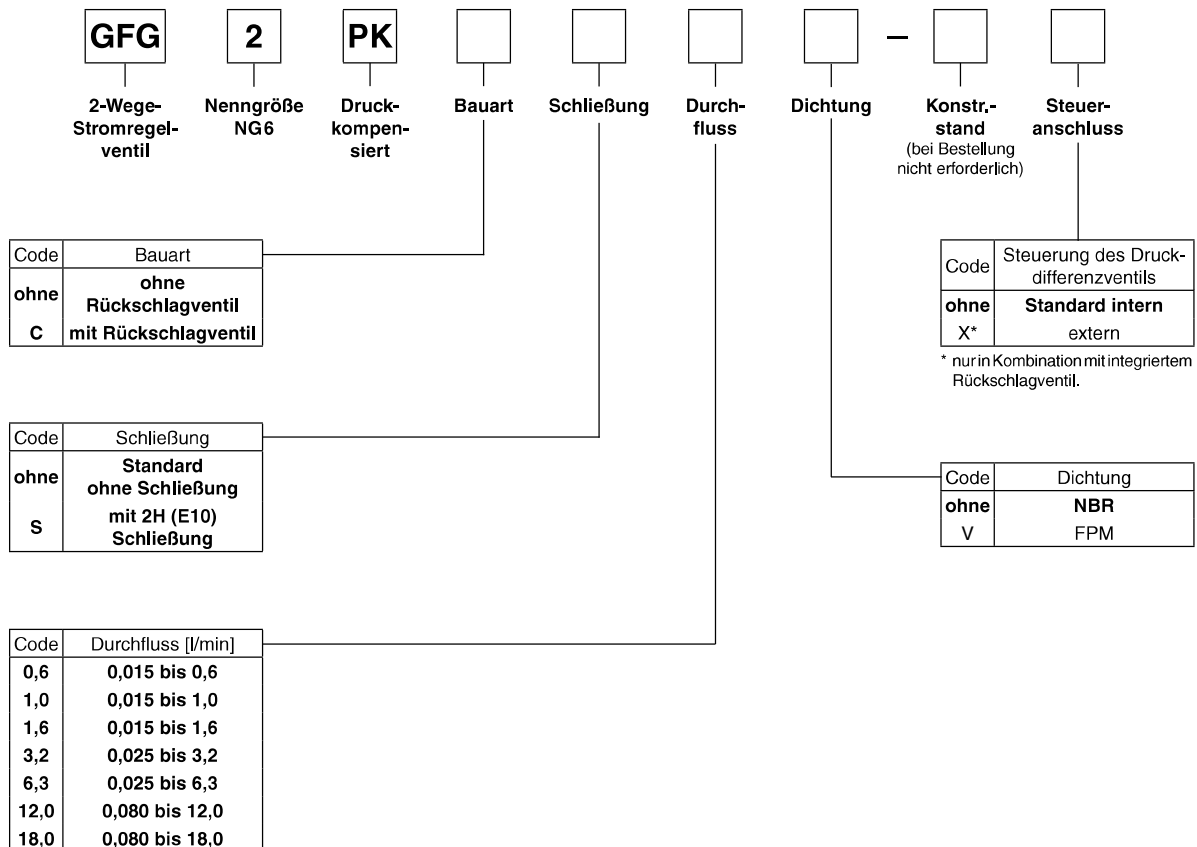 GFG 2 PK –
2-Wege-
Stromregel-
ventil
Nenngröße
NG6
Druck-
kompen-
siert
Bauart
Schließung
Durch-
fluss
Dichtung
Konstr.-
stand
(bei Bestellung
nicht erforderlich)
Steuer-
anschluss
Code Bauart
ohne ohne
Rückschlagventil
C mit Rückschlagventil
Code Steuerung des Druck-
differenzventils
ohne Standard intern
X* extern
* nur in Kombination mit integriertem
Rückschlagventil.
Code Schließung
ohne Standard
ohne Schließung
S mit 2H (E10)
Schließung
Code Dichtung
ohne NBR
V FPM
Code Durchfluss [l/min]
0,6 0,015 bis 0,6
1,0 0,015 bis 1,0
1,6 0,015 bis 1,6
3,2 0,025 bis 3,2
6,3 0,025 bis 6,3
12,0 0,080 bis 12,0
18,0 0,080 bis 18,0